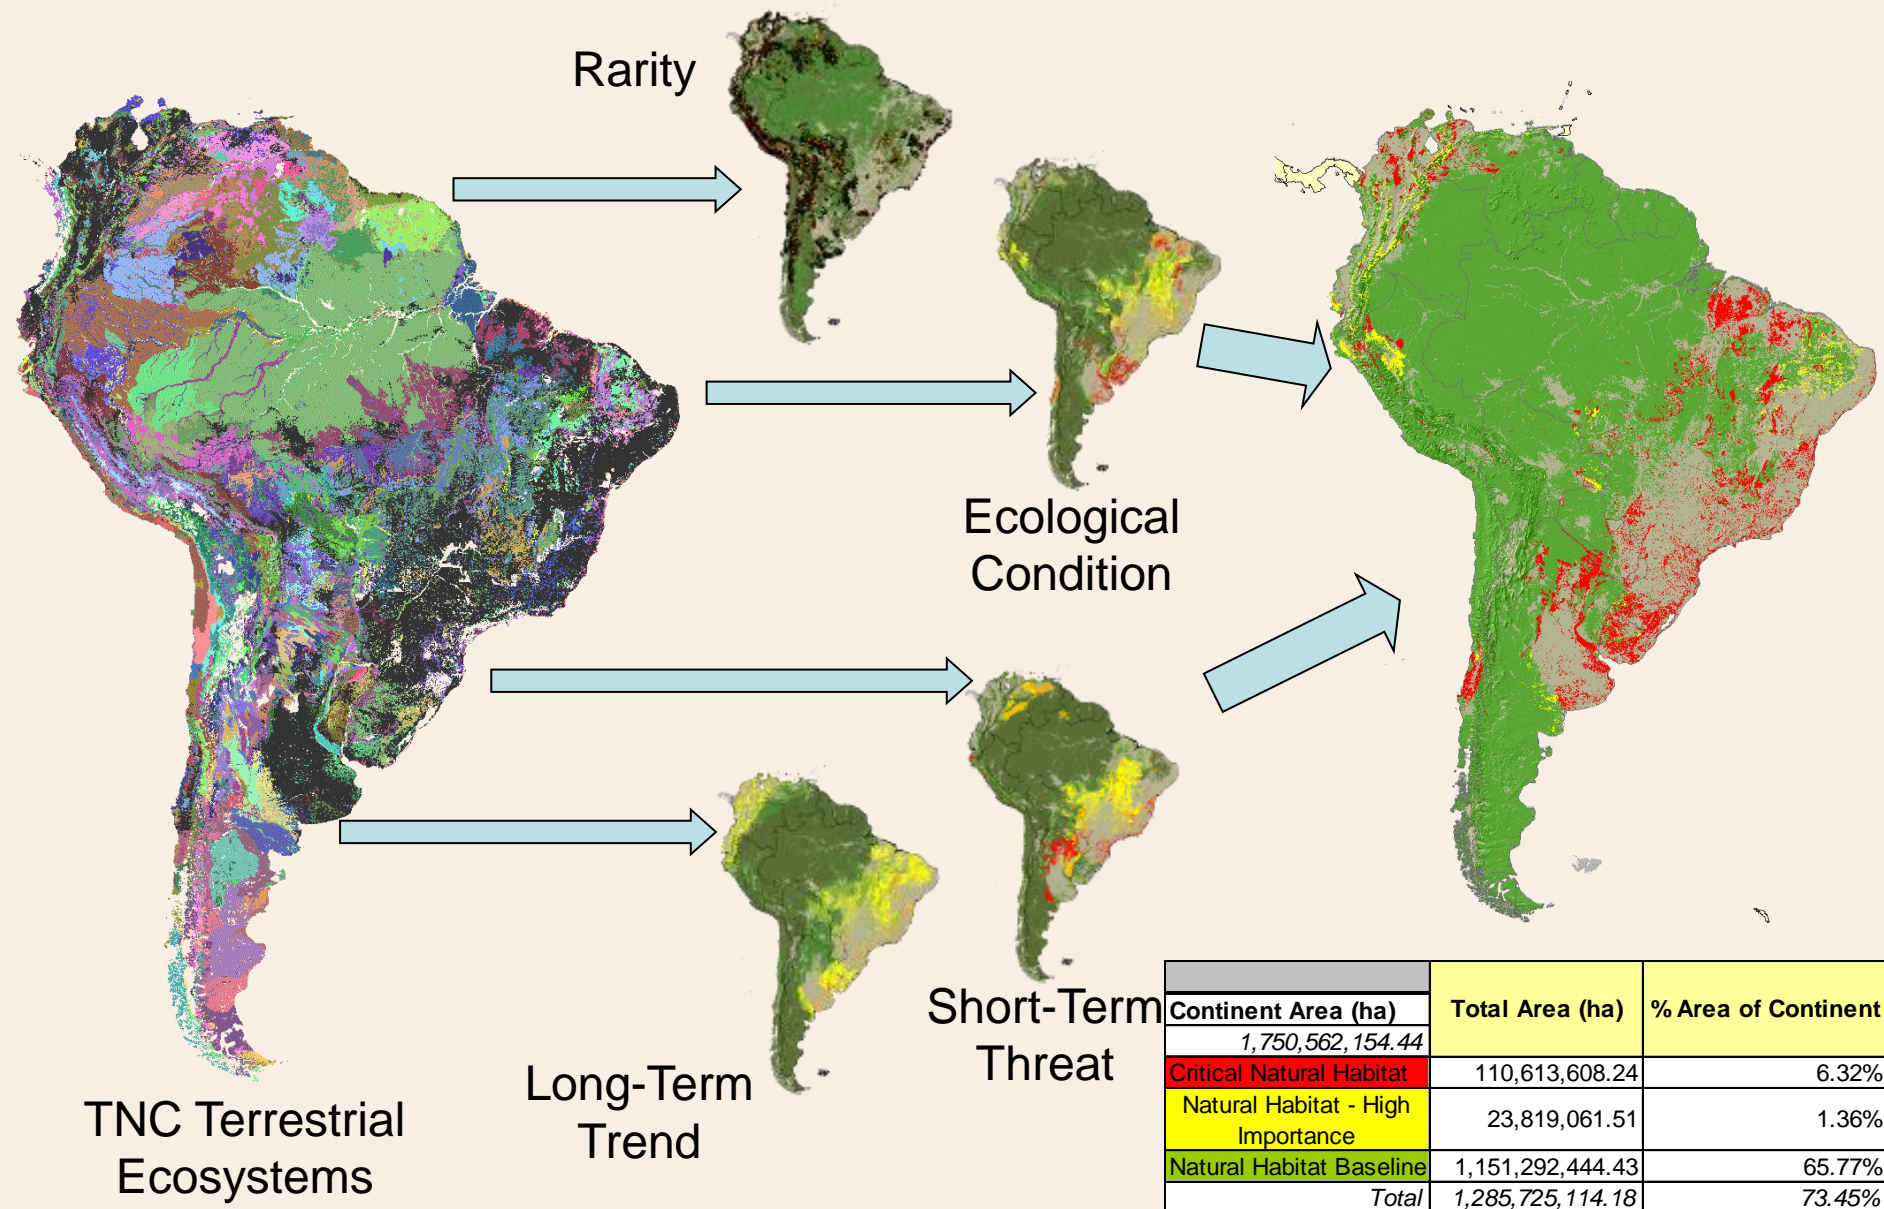 Rarity
Ecological
Condition
Short-Term
Threat
Long-Term
Trend
TNC Terrestrial
Ecosystems
Continent Area (ha)
Total Area (ha)
% Area of Continent
1,750,562,154.44
Critical Natural Habitat 110,613,608.24 6.32%
Natural Habitat - High
Importance
23,819,061.51 1.36%
Natural Habitat Baseline 1,151,292,444.43 65.77%
Total 1,285,725,114.18 73.45%